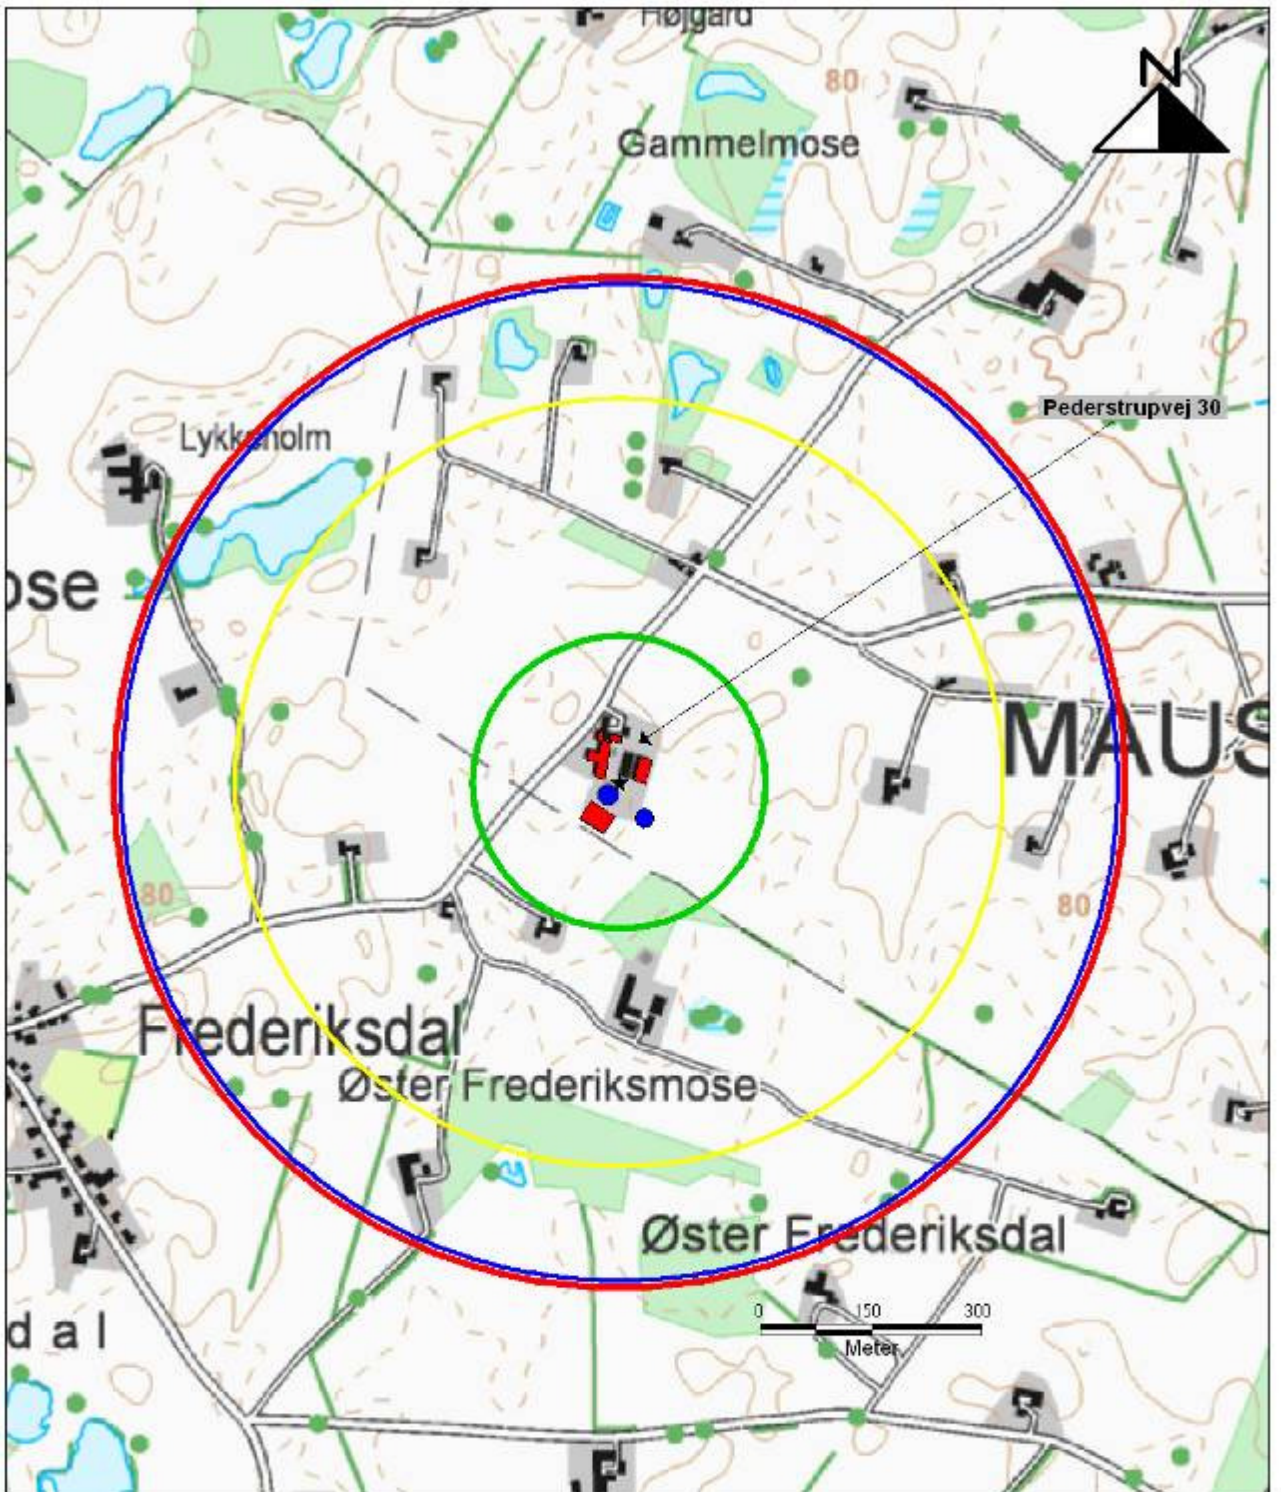 Højgård
N
80
Gammelmose
Pederstrupvej 30
Lykkeholm
ose
MAUS
80
80
Frederiksdal
Øster Frederiksmose
Øster Frederiksdal
0 150 300
Meter
dal